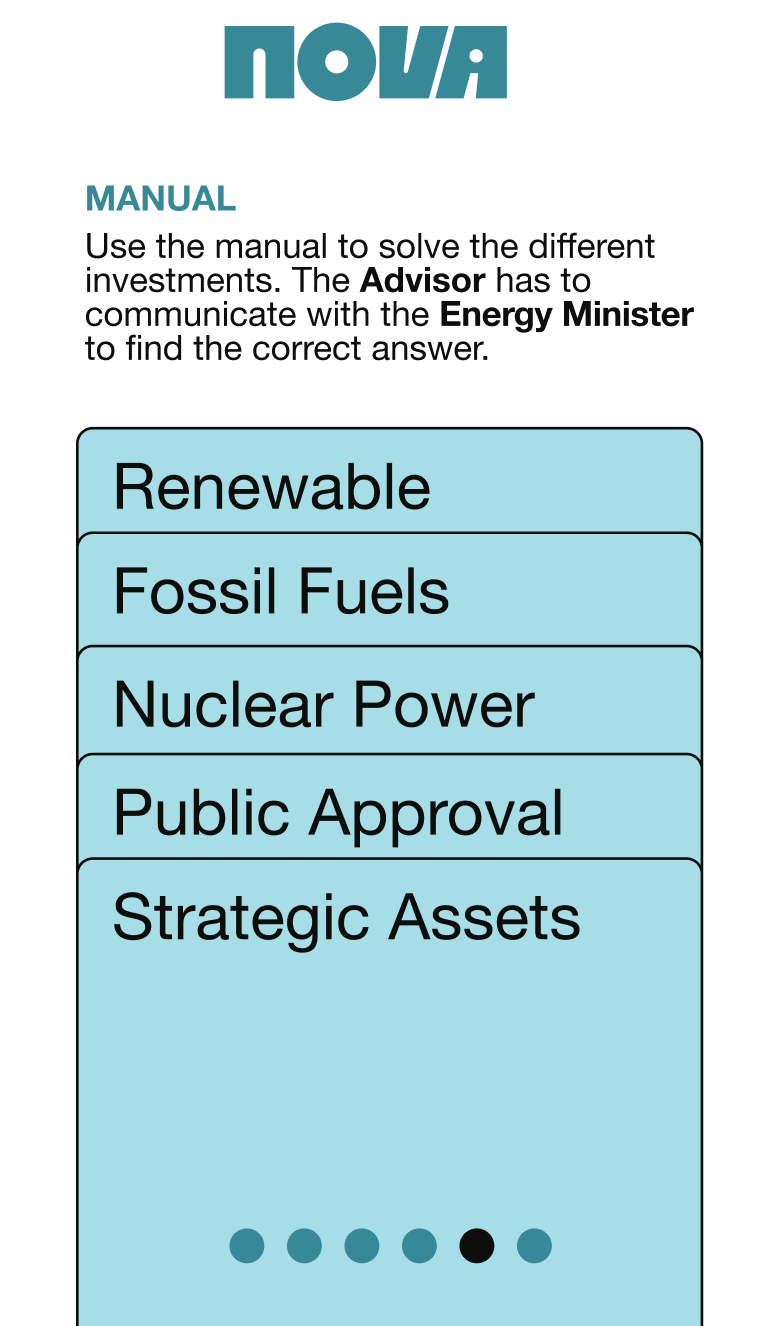 NOVA
MANUAL
Use the manual to solve the different
investments. The Advisor has to
communicate with the Energy Minister
to find the correct answer.
Renewable
Fossil Fuels
Nuclear Power
Public Approval
Strategic Assets